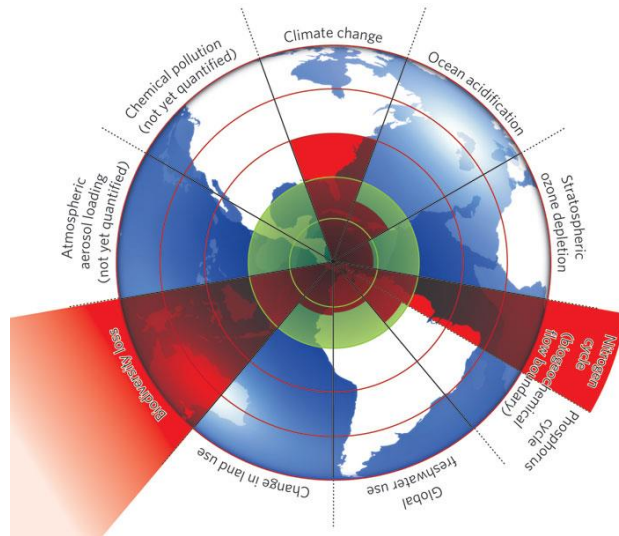 Climate change
Ocean acidification
Stratospheric
ozone depletion
Nitrogen
cycle
(biogeochemical
flow boundary)
Phosphorus
cycle
Global
freshwater use
Change in land use
Biodiversity loss
Atmospheric
aerosol loading
(not yet quantified)
Chemical pollution
(not yet quantified)